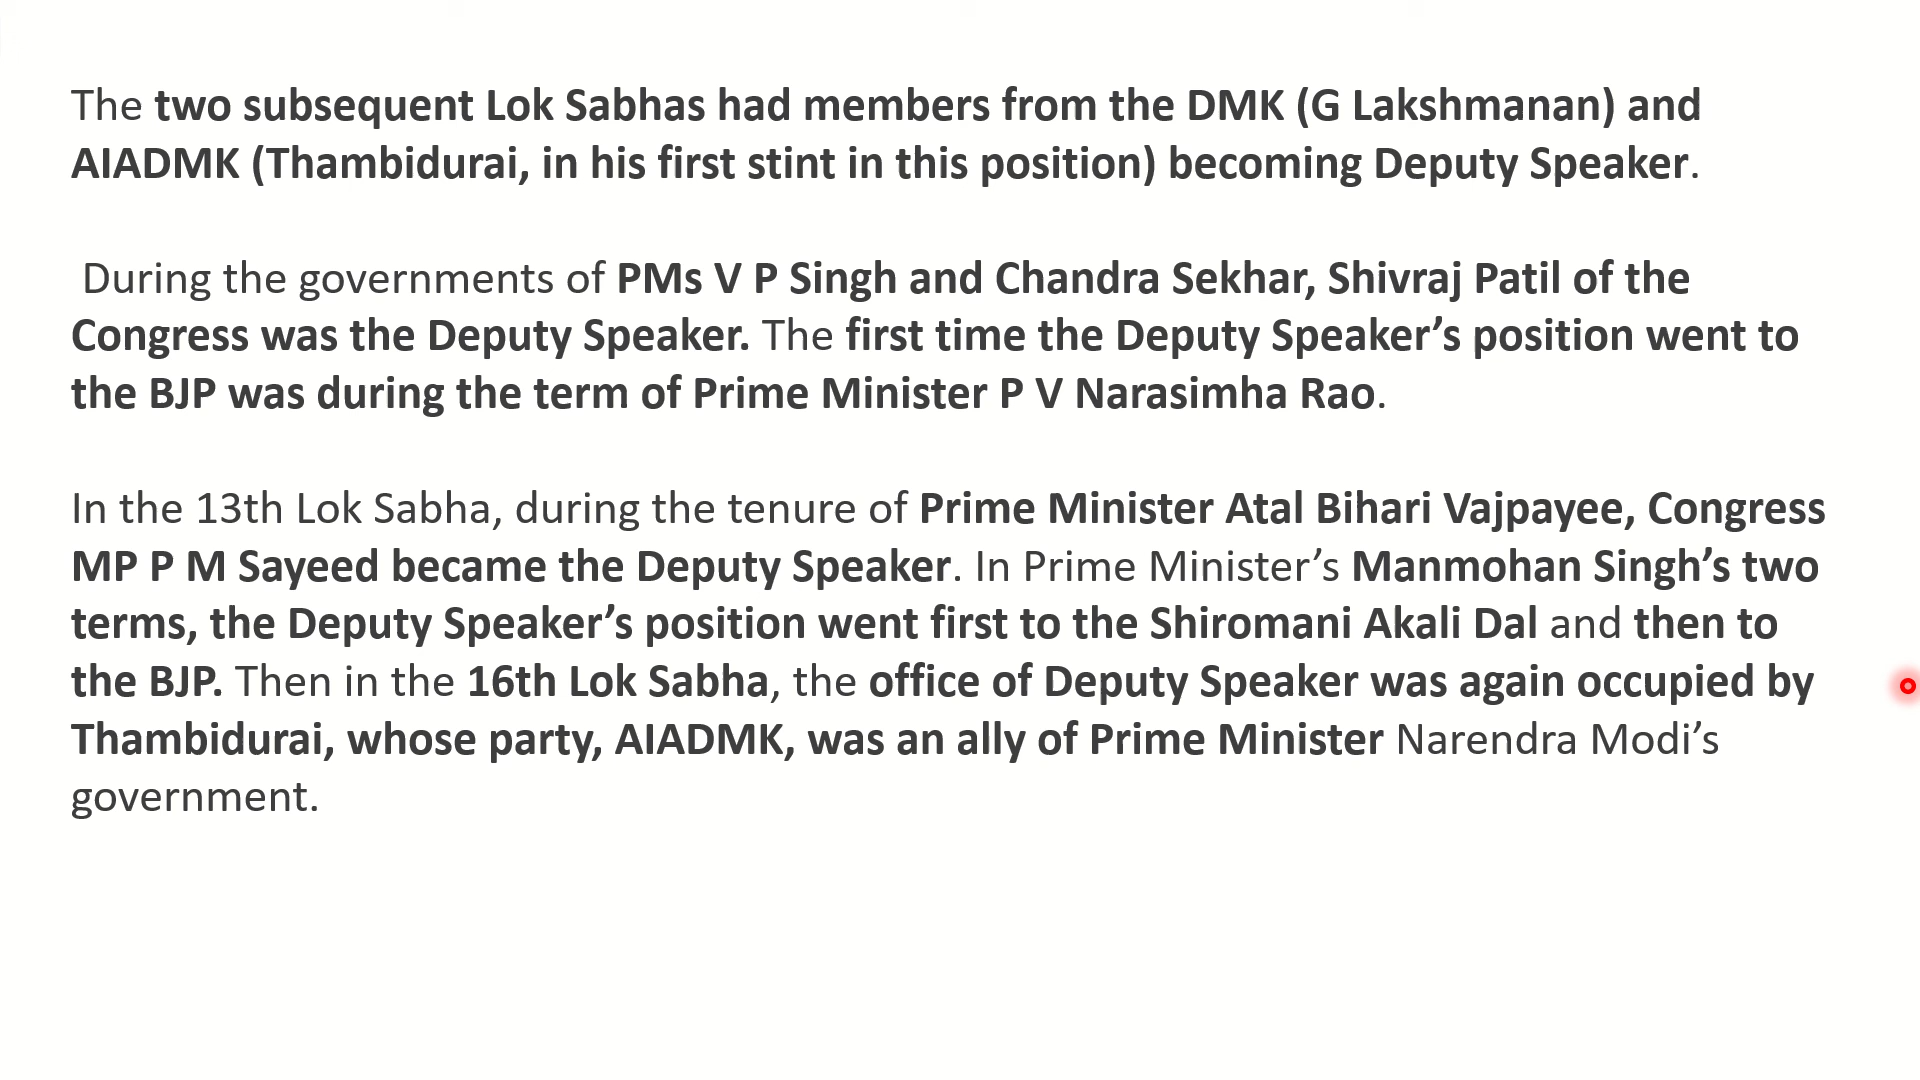 The two subsequent Lok Sabhas had members from the DMK (G Lakshmanan) and
AIADMK (Thambidurai, in his first stint in this position) becoming Deputy Speaker.
During the governments of PMs V P Singh and Chandra Sekhar, Shivraj Patil of the
Congress was the Deputy Speaker. The first time the Deputy Speaker’s position went to
the BJP was during the term of Prime Minister P V Narasimha Rao.
In the 13th Lok Sabha, during the tenure of Prime Minister Atal Bihari Vajpayee, Congress
MP P M Sayeed became the Deputy Speaker. In Prime Minister’s Manmohan Singh’s two
terms, the Deputy Speaker’s position went first to the Shiromani Akali Dal and then to
the BJP. Then in the 16th Lok Sabha, the office of Deputy Speaker was again occupied by
Thambidurai, whose party, AIADMK, was an ally of Prime Minister Narendra Modi’s
government.